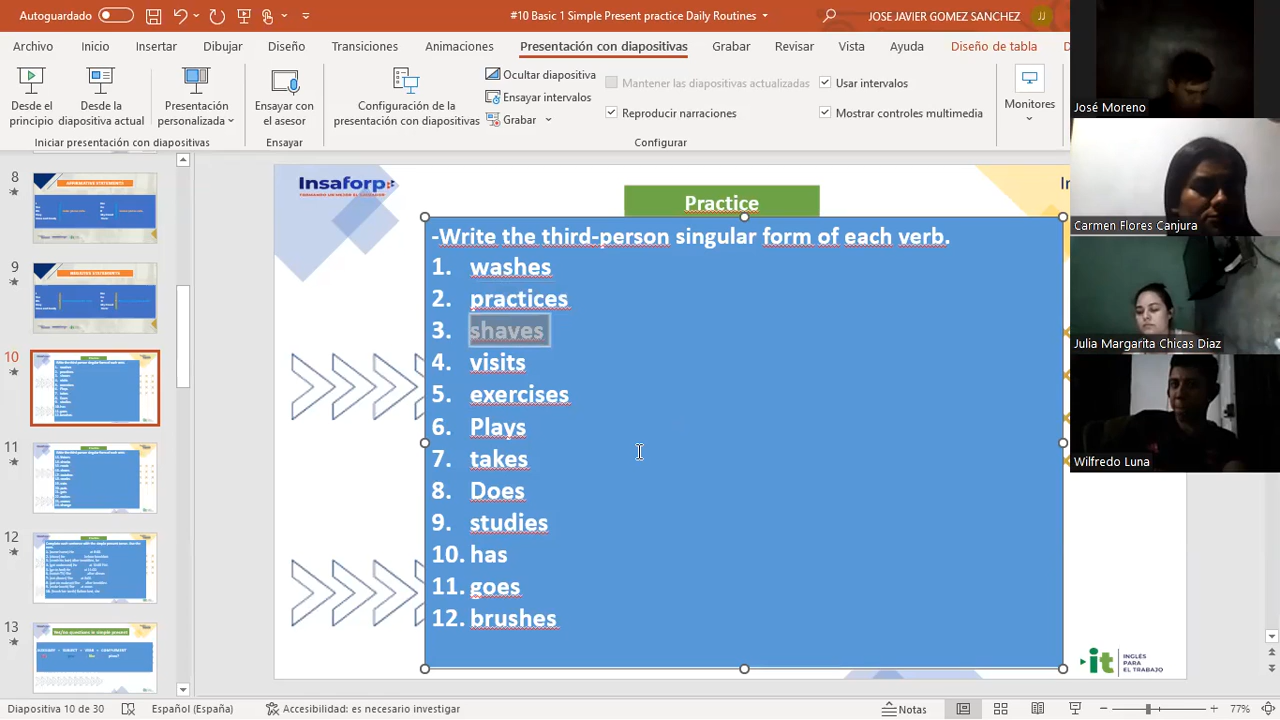 Autoguardado
#10 Basic 1 Simple Present practice Daily Routines
JOSE JAVIER GOMEZ SANCHEZ
JJ
Archivo Inicio Insertar Dibujar Diseño Transiciones Animaciones Presentación con diapositivas Grabar Revisar Vista Ayuda Diseño de tabla
Desde el principio
Desde la diapositiva actual
Presentación personalizada
Iniciar presentación con diapositivas
Ensayar con el asesor
Ensayar
Configuración de la presentación con diapositivas
Ocultar diapositiva
Ensayar intervalos
Grabar
Mantener las diapositivas actualizadas
Reproducir narraciones
Usar intervalos
Mostrar controles multimedia
Configurar
Monitores
8
9
10
11
12
13
Insaforp
Practice
-Write the third-person singular form of each verb.
1. washes
2. practices
3. shaves
4. visits
5. exercises
6. Plays
7. takes
8. Does
9. studies
10. has
11. goes
12. brushes
it INGLÉS PARA EL TRABAJO
José Moreno
Carmen Flores Canjura
Julia Margarita Chicas Diaz
Wilfredo Luna
Diapositiva 10 de 30
Español (España)
Accesibilidad: es necesario investigar
Notas
77%